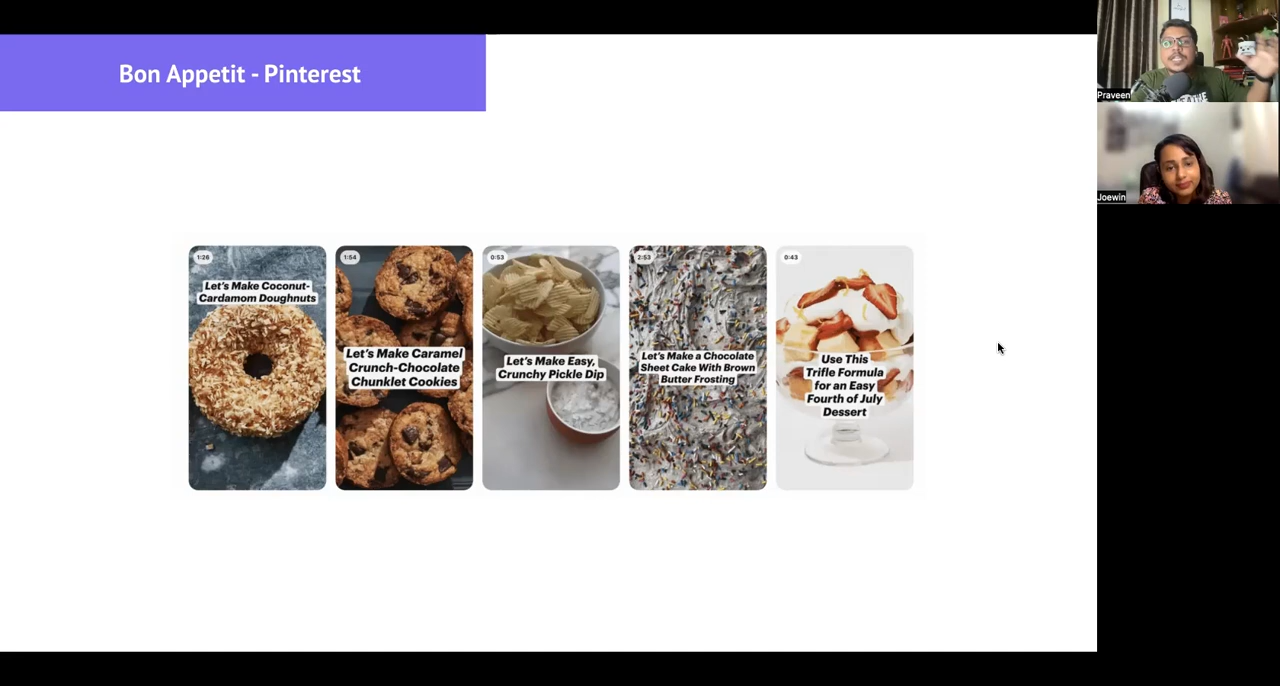 Bon Appetit - Pinterest
1:26
Let's Make Coconut-
Cardamom Doughnuts
1:54
Let's Make Caramel
Crunch-Chocolate
Chunklet Cookies
0:53
Let's Make Easy,
Crunchy Pickle Dip
2:53
Let's Make a Chocolate
Sheet Cake With Brown
Butter Frosting
0:43
Use This
Trifle Formula
for an Easy
Fourth of July
Dessert
Praveen
Joewin